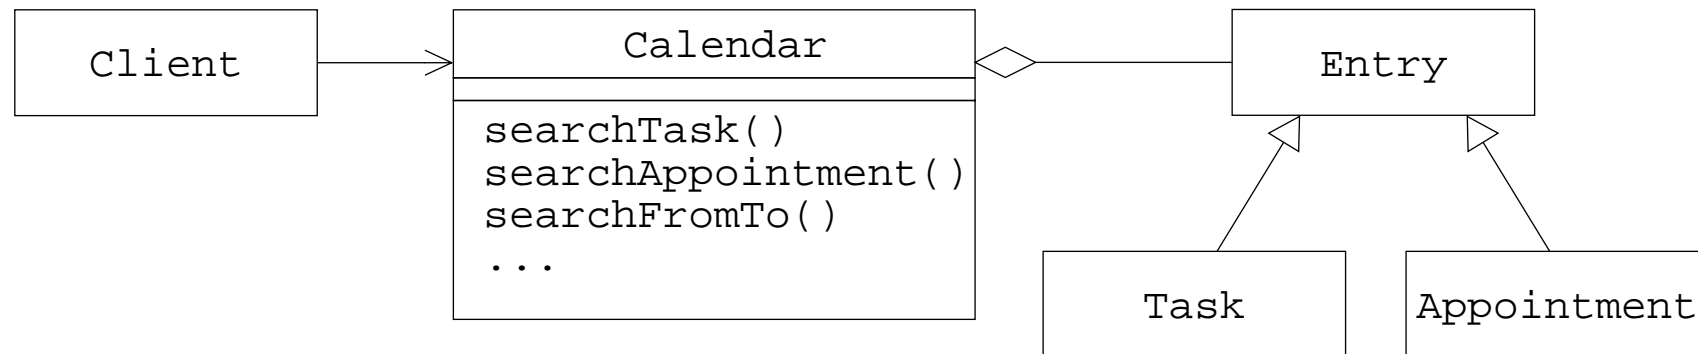 Client
Calendar
searchTask()
searchAppointment()
searchFromTo()
...
Entry
Task
Appointment